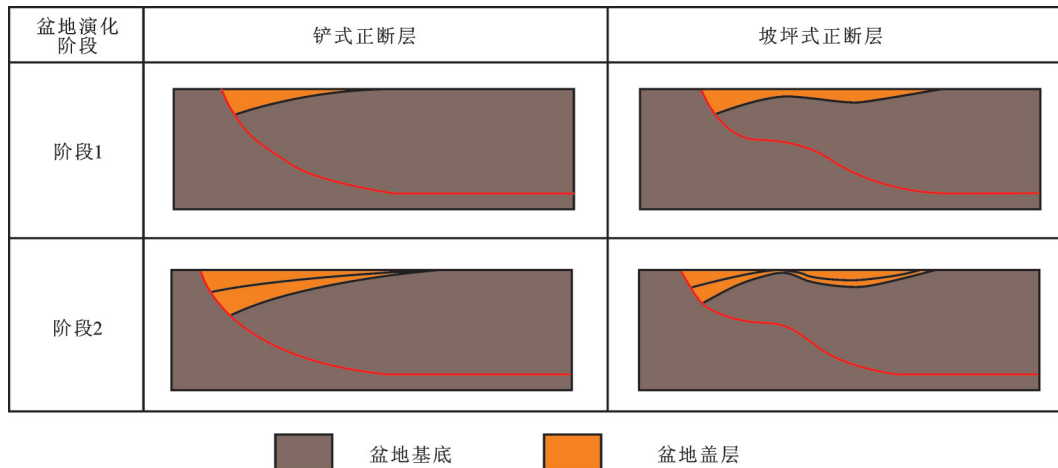 盆地演化
阶段
铲式正断层
坡坪式正断层
阶段1
阶段2
盆地基底
盆地盖层